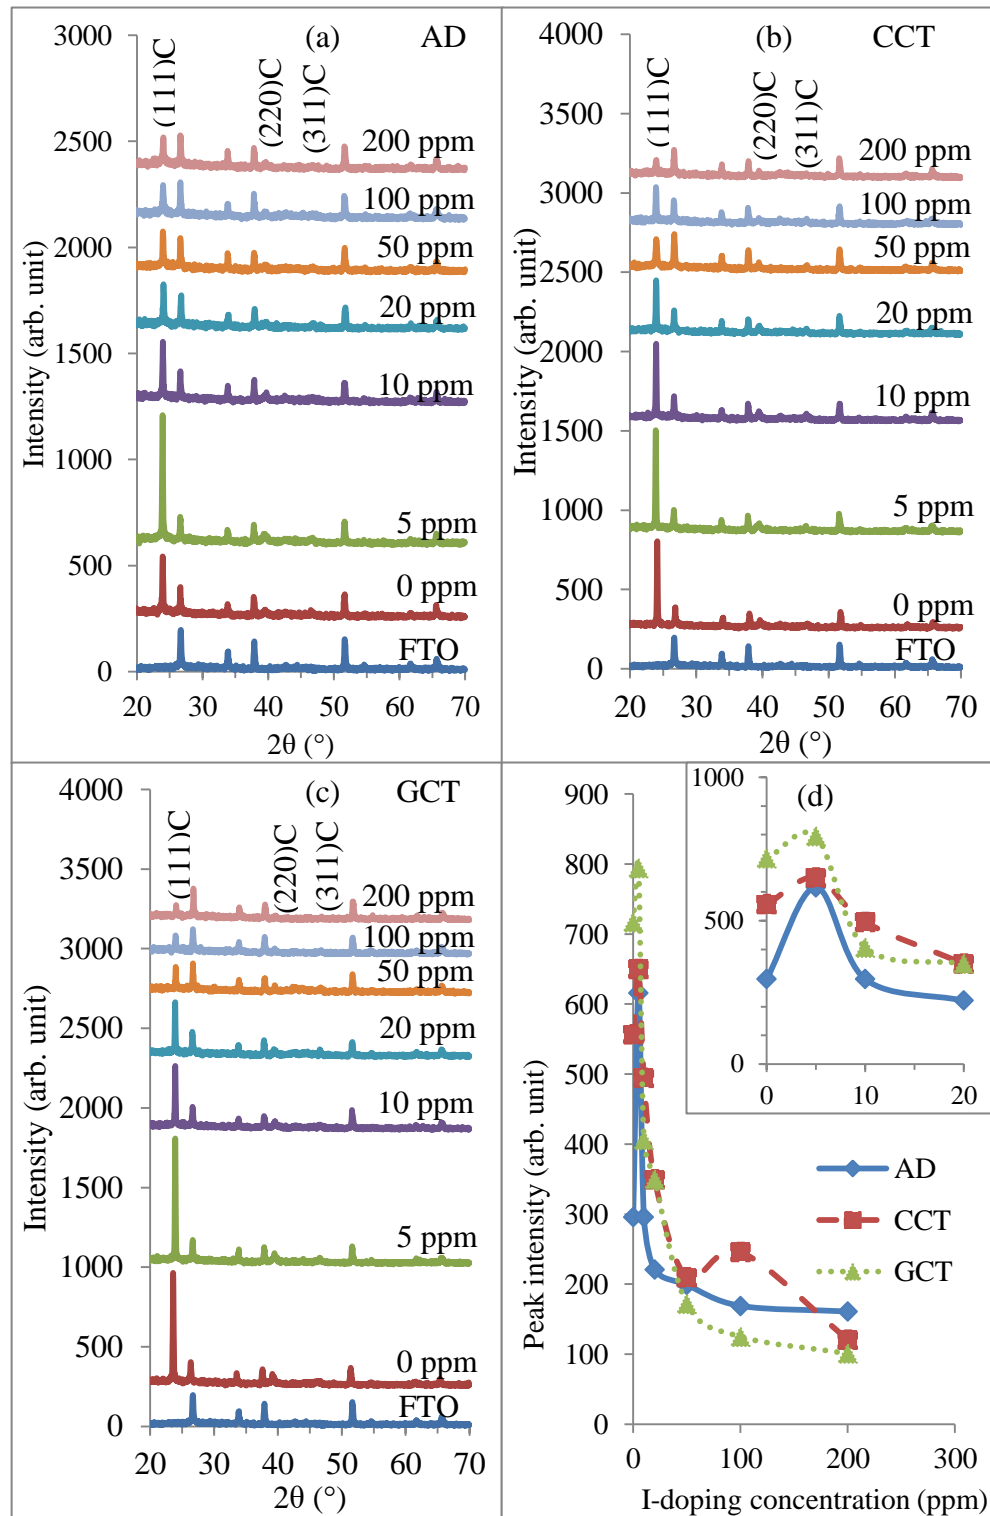 (a) AD
3000
2500
2000
1500
1000
500
0
Intensity (arb. unit)
(111)C
(220)C
(311)C
200 ppm
100 ppm
50 ppm
20 ppm
10 ppm
5 ppm
0 ppm
FTO
20 30 40 50 60 70
2θ (°)
(b) CCT
4000
3500
3000
2500
2000
1500
1000
500
0
Intensity (arb. unit)
(111)C
(220)C
(311)C
200 ppm
100 ppm
50 ppm
20 ppm
10 ppm
5 ppm
0 ppm
FTO
20 30 40 50 60 70
2θ (°)
(c) GCT
4000
3500
3000
2500
2000
1500
1000
500
0
Intensity (arb. unit)
(111)C
(220)C
(311)C
200 ppm
100 ppm
50 ppm
20 ppm
10 ppm
5 ppm
0 ppm
FTO
20 30 40 50 60 70
2θ (°)
(d)
900
800
700
600
500
400
300
200
100
0
Peak intensity (arb. unit)
1000
500
0
0 10 20
AD
CCT
GCT
0 100 200 300
I-doping concentration (ppm)